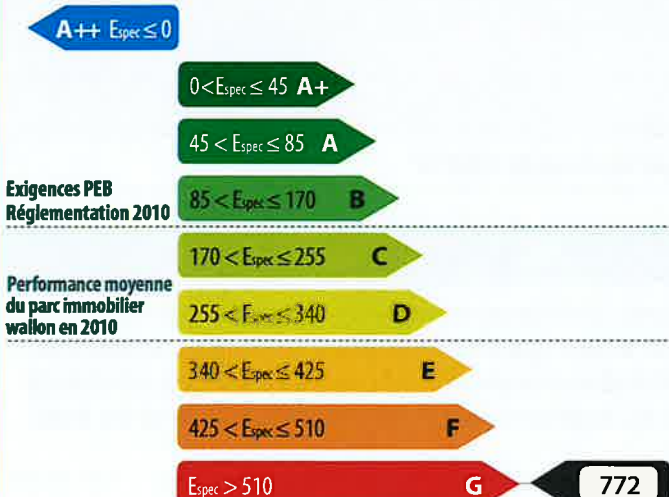 A++ Espec ≤ 0
0<Espec ≤ 45 A+
45 < Espec ≤ 85 A
Exigences PEB
Réglementation 2010
85 < Espec ≤ 170 B
170 < Espec ≤ 255 C
Performance moyenne
du parc immobilier
wallon en 2010
255 < Espec ≤ 340 D
340 < Espec ≤ 425 E
425 < Espec ≤ 510 F
Espec > 510 G 772